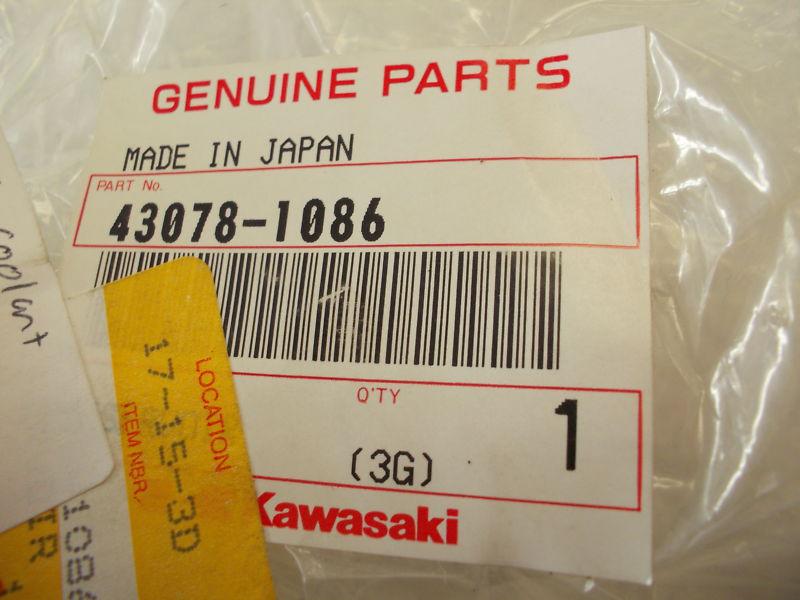 GENUINE PARTS
MADE IN JAPAN
PART No.
43078-1086
Q'TY
1
(3G)
Kawasaki
LOCATION
17-15-3D
ITEM NBR.